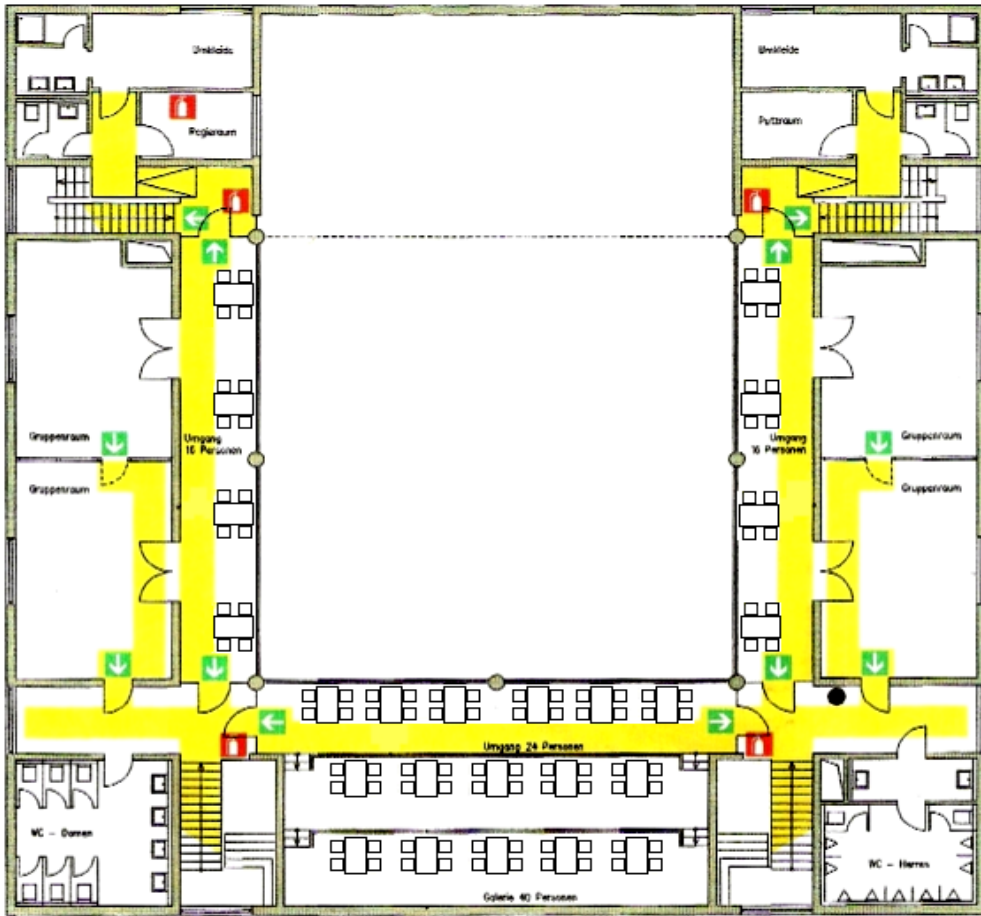 Umkleide
Umkleide
Regieraum
Puttraum
Gruppenraum
Umgang
16 Personen
Umgang
16 Personen
Gruppenraum
Gruppenraum
Gruppenraum
Umgang 24 Personen
WC - Damen
WC - Herren
Galerie 40 Personen